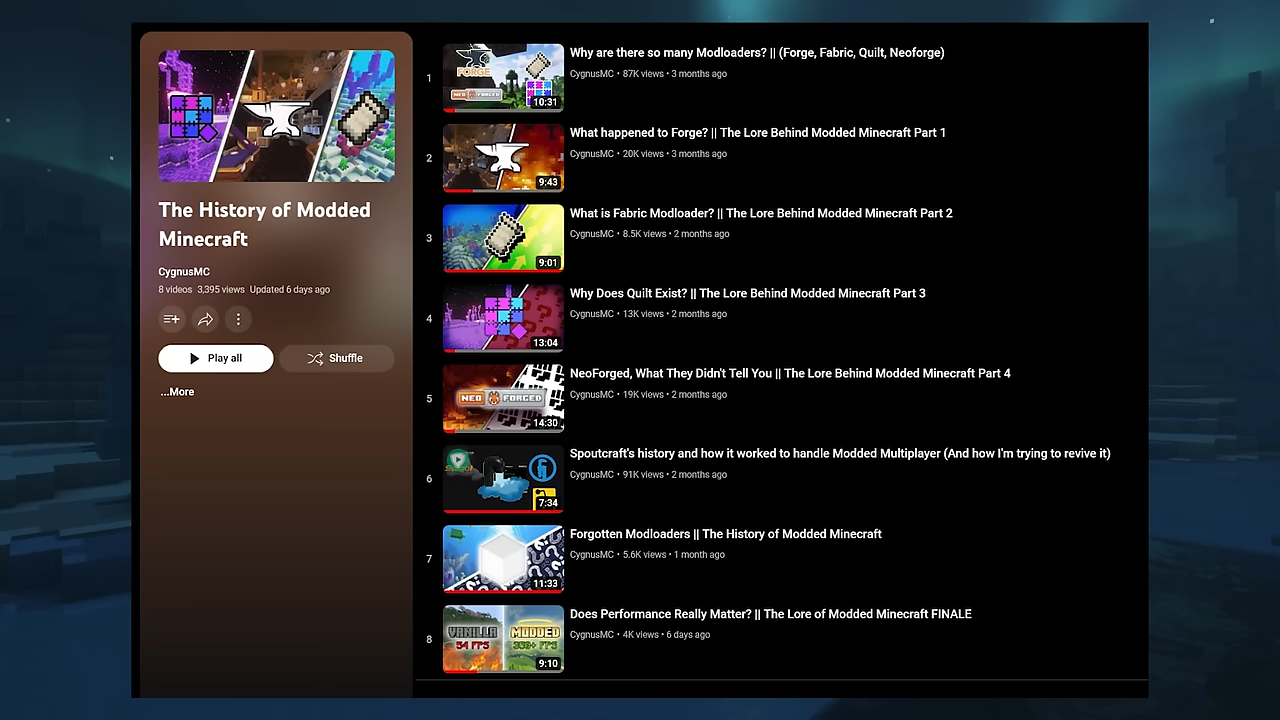 The History of Modded
Minecraft
CygnusMC
8 videos 3,395 views Updated 6 days ago
Play all
Shuffle
...More
1
FORGE
NEO FORGED
10:31
Why are there so many Modloaders? || (Forge, Fabric, Quilt, Neoforge)
CygnusMC • 87K views • 3 months ago
2
9:43
What happened to Forge? || The Lore Behind Modded Minecraft Part 1
CygnusMC • 20K views • 3 months ago
3
9:01
What is Fabric Modloader? || The Lore Behind Modded Minecraft Part 2
CygnusMC • 8.5K views • 2 months ago
4
13:04
Why Does Quilt Exist? || The Lore Behind Modded Minecraft Part 3
CygnusMC • 13K views • 2 months ago
5
NEO FORGED
14:30
NeoForged, What They Didn't Tell You || The Lore Behind Modded Minecraft Part 4
CygnusMC • 19K views • 2 months ago
6
7:34
Spoutcraft's history and how it worked to handle Modded Multiplayer (And how I'm trying to revive it)
CygnusMC • 91K views • 2 months ago
7
11:33
Forgotten Modloaders || The History of Modded Minecraft
CygnusMC • 5.6K views • 1 month ago
8
VANILLA
54 FPS
MODDED
9:10
Does Performance Really Matter? || The Lore of Modded Minecraft FINALE
CygnusMC • 4K views • 6 days ago